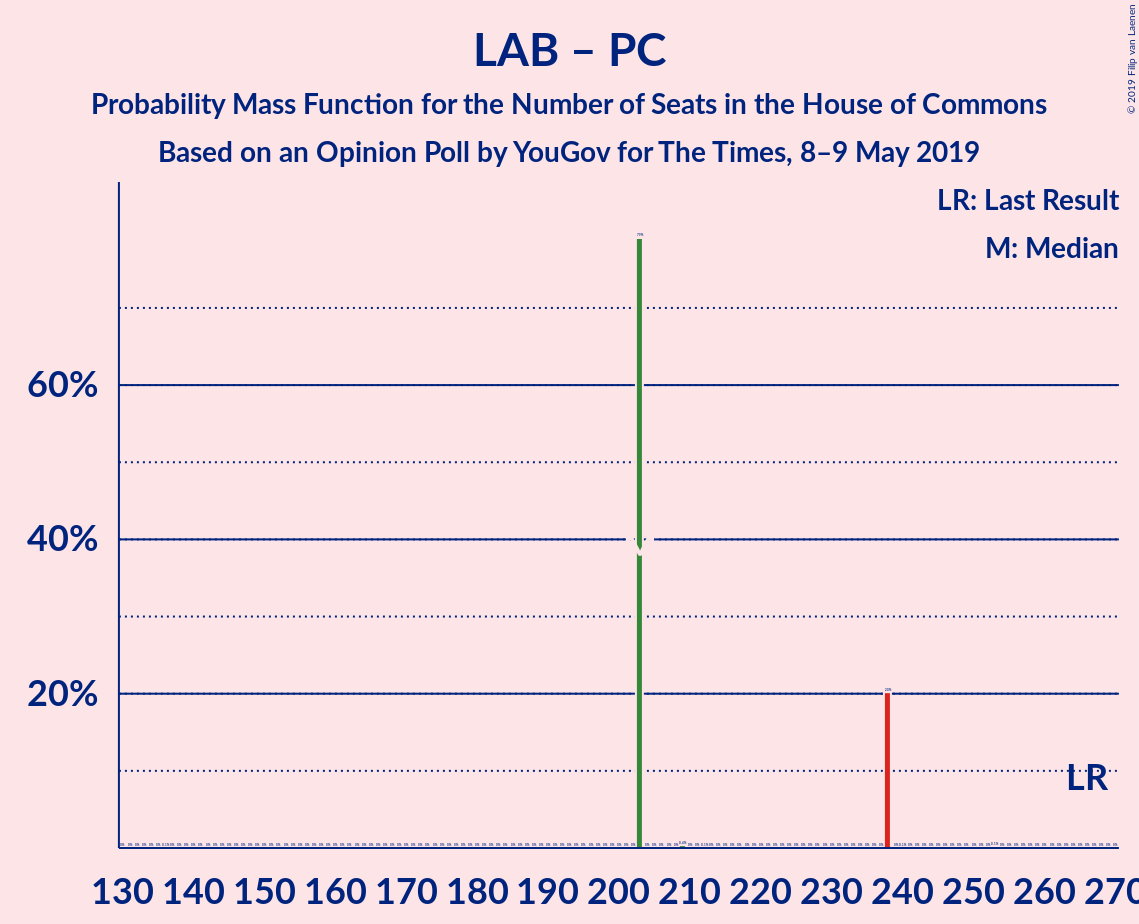 LAB – PC
Probability Mass Function for the Number of Seats in the House of Commons
Based on an Opinion Poll by YouGov for The Times, 8–9 May 2019
© 2019 Filip van Laenen
LR: Last Result
M: Median
79%
60%
40%
20%
20%
LR
130 140 150 160 170 180 190 200 210 220 230 240 250 260 270